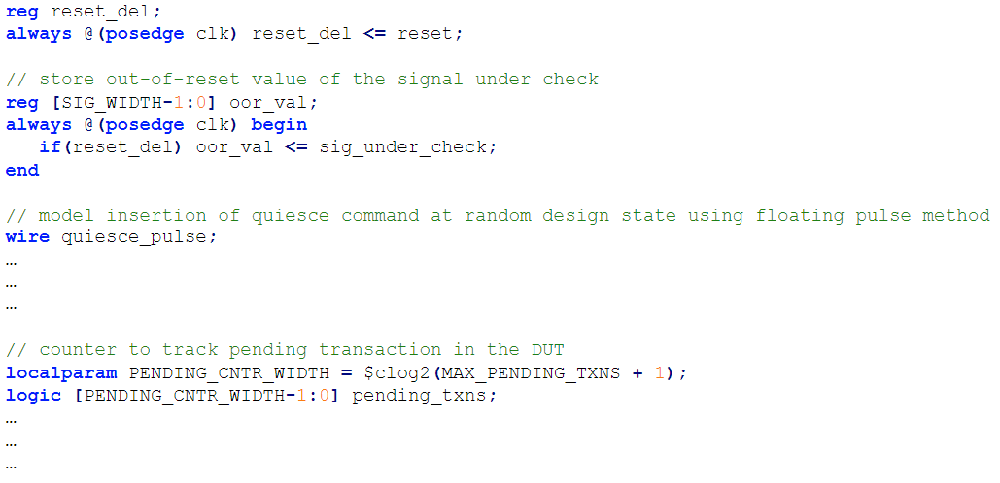 reg reset_del;
always @(posedge clk) reset_del <= reset;
// store out-of-reset value of the signal under check
reg [SIG_WIDTH-1:0] oor_val;
always @(posedge clk) begin
if(reset_del) oor_val <= sig_under_check;
end
// model insertion of quiesce command at random design state using floating pulse method
wire quiesce_pulse;
…
…
…
// counter to track pending transaction in the DUT
localparam PENDING_CNTR_WIDTH = $clog2(MAX_PENDING_TXNS + 1);
logic [PENDING_CNTR_WIDTH-1:0] pending_txns;
…
…
…